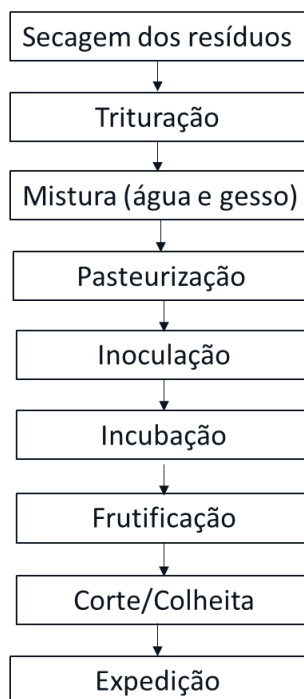 Secagem dos resíduos
Trituração
Mistura (água e gesso)
Pasteurização
Inoculação
Incubação
Frutificação
Corte/Colheita
Expedição